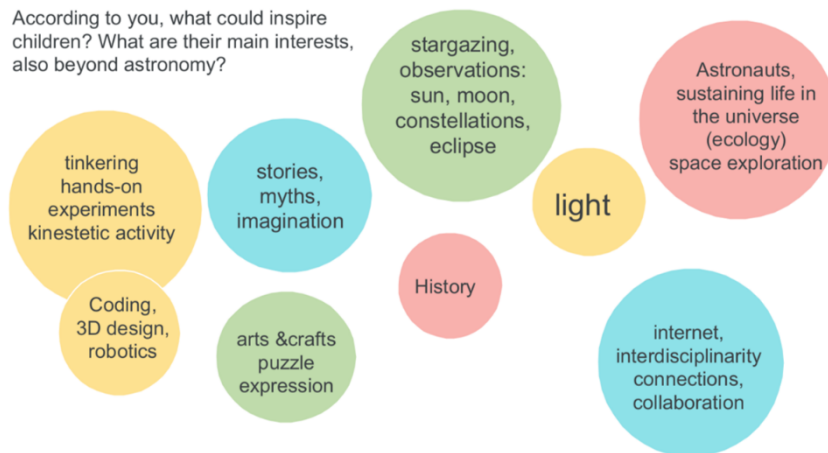 According to you, what could inspire
children? What are their main interests,
also beyond astronomy?
stargazing,
observations:
sun, moon,
constellations,
eclipse
Astronauts,
sustaining life in
the universe
(ecology)
space exploration
tinkering
hands-on
experiments
kinestetic activity
stories,
myths,
imagination
light
History
Coding,
3D design,
robotics
arts &crafts
puzzle
expression
internet,
interdisciplinarity
connections,
collaboration